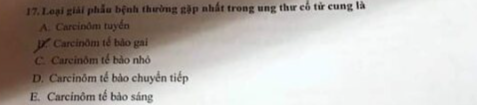 17. Loại giải phẫu bệnh thường gặp nhất trong ung thư cổ tử cung là
A. Carcinôm tuyến
B. Carcinôm tế bào gai
C. Carcinôm tế bào nhỏ
D. Carcinôm tế bào chuyển tiếp
E. Carcinôm tế bào sáng